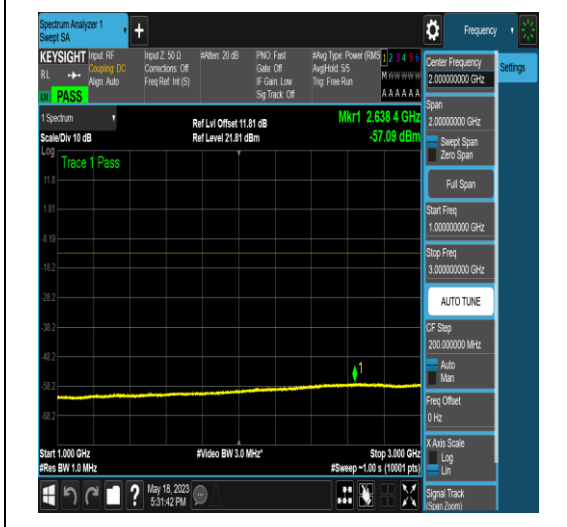 Spectrum Analyzer 1
Swept SA
Frequency
KEYSIGHT
RL
PASS
Input: RF
Coupling: DC
Align: Auto
Input Z: 50 Ω
Corrections: Off
Freq Ref: Int (S)
#Atten: 20 dB
PNO: Fast
Gate: Off
IF Gain: Low
Sig Track: Off
#Avg Type: Power (RMS
Avg|Hold: 5/5
Trig: Free Run
1 2 3 4 5 6
M W W W W W
A A A A A A
1 Spectrum
Scale/Div 10 dB
Ref Lvl Offset 11.81 dB
Ref Level 21.81 dBm
Mkr1 2.638 4 GHz
-57.09 dBm
Log
Trace 1 Pass
11.8
1.81
-8.19
-18.2
-28.2
-38.2
-48.2
-58.2
-68.2
1
Start 1.000 GHz
#Res BW 1.0 MHz
#Video BW 3.0 MHz*
Stop 3.000 GHz
#Sweep ~1.00 s (10001 pts)
Center Frequency
2.000000000 GHz
Settings
Span
2.00000000 GHz
Swept Span
Zero Span
Full Span
Start Freq
1.000000000 GHz
Stop Freq
3.000000000 GHz
AUTO TUNE
CF Step
200.000000 MHz
Auto
Man
Freq Offset
0 Hz
X Axis Scale
Log
Lin
Signal Track
(Span Zoom)
May 18, 2023
5:31:42 PM